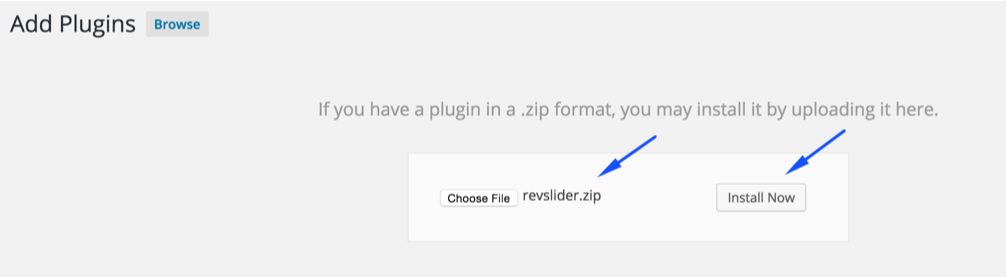 Add Plugins Browse
If you have a plugin in a .zip format, you may install it by uploading it here.
Choose File revslider.zip Install Now